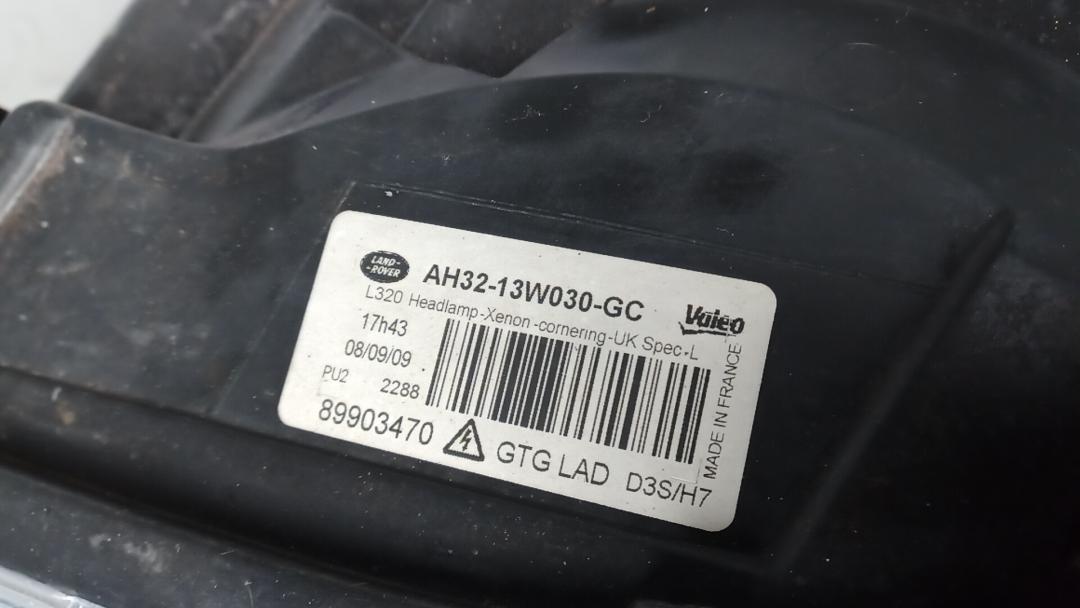 LAND-
-ROVER
AH32-13W030-GC
Valeo
L320 Headlamp-Xenon-cornering-UK Spec-L
17h43
08/09/09
PU2 2288
89903470
GTG LAD D3S/H7
MADE IN FRANCE